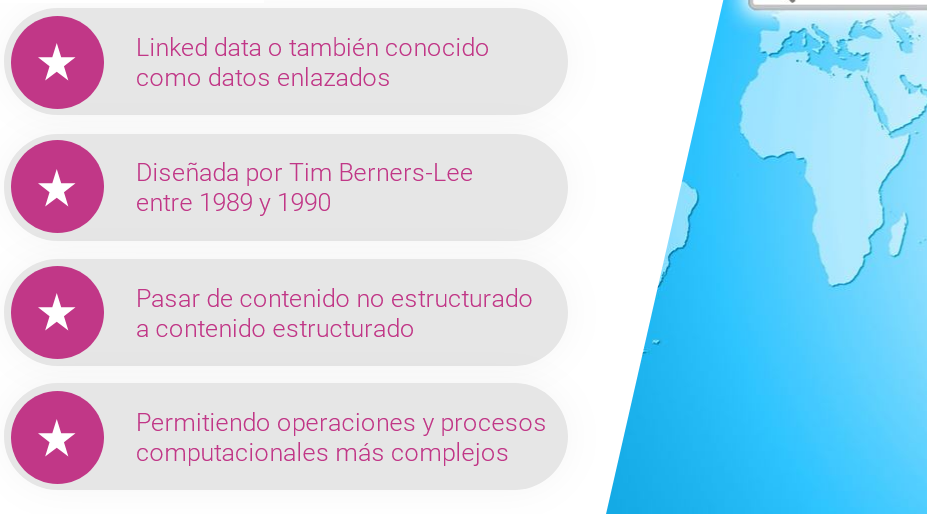 Linked data o también conocido
como datos enlazados
Diseñada por Tim Berners-Lee
entre 1989 y 1990
Pasar de contenido no estructurado
a contenido estructurado
Permitiendo operaciones y procesos
computacionales más complejos